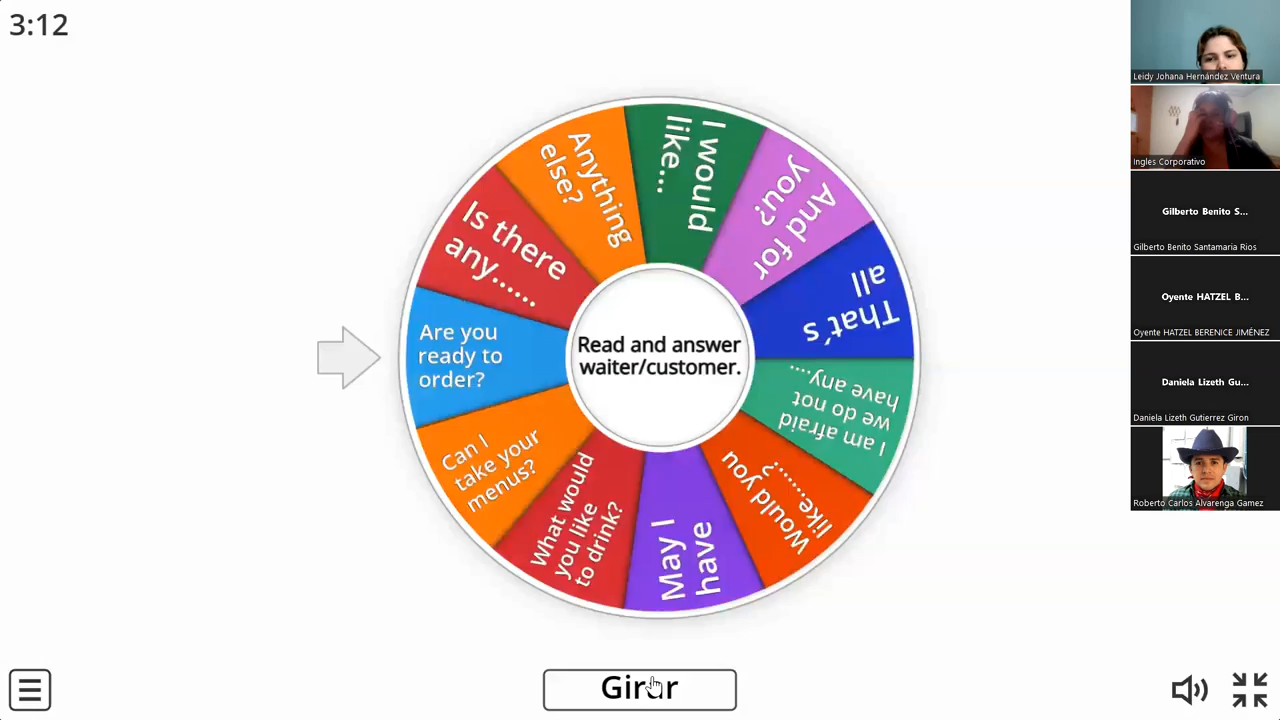 3:12
I would
like...
And for
you?
That´s
all
I am afraid
we do not
have any....
Would you
like.......?
May I
have
What would
you like
to drink?
Can I
take your
menus?
Are you
ready to
order?
Is there
any......
Anything
else?
Read and answer
waiter/customer.
Girar
Leidy Johana Hernández Ventura
Ingles Corporativo
Gilberto Benito S...
Gilberto Benito Santamaria Rios
Oyente HATZEL B...
Oyente HATZEL BERENICE JIMÉNEZ
Daniela Lizeth Gu...
Daniela Lizeth Gutierrez Giron
Roberto Carlos Alvarenga Gamez